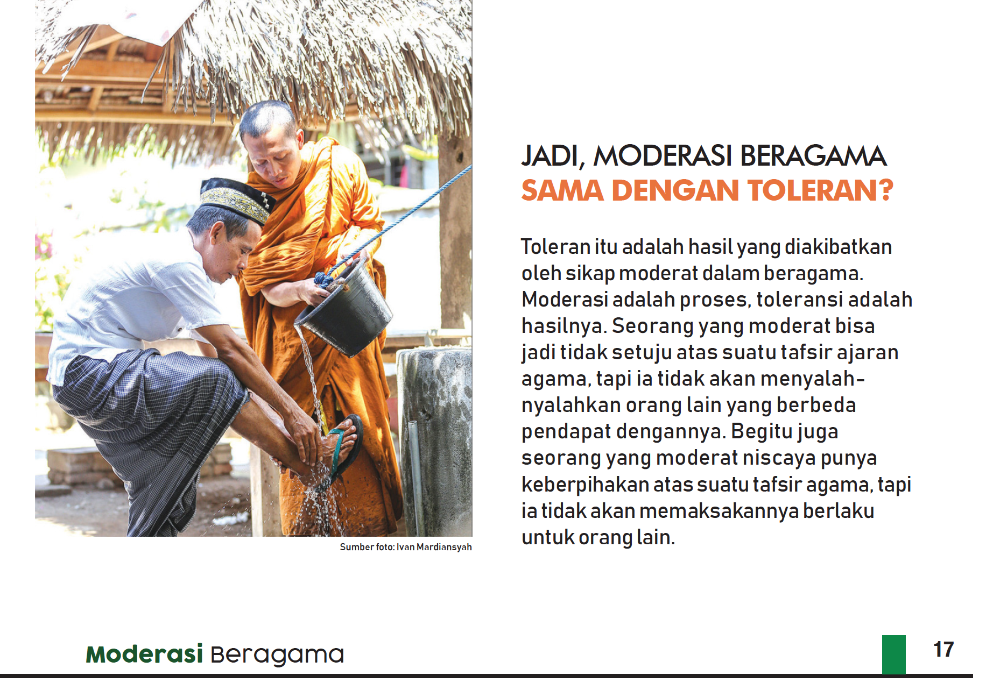 JADI, MODERASI BERAGAMA
SAMA DENGAN TOLERAN?
Toleran itu adalah hasil yang diakibatkan
oleh sikap moderat dalam beragama.
Moderasi adalah proses, toleransi adalah
hasilnya. Seorang yang moderat bisa
jadi tidak setuju atas suatu tafsir ajaran
agama, tapi ia tidak akan menyalah-
nyalahkan orang lain yang berbeda
pendapat dengannya. Begitu juga
seorang yang moderat niscaya punya
keberpihakan atas suatu tafsir agama, tapi
ia tidak akan memaksakannya berlaku
untuk orang lain.
Sumber foto: Ivan Mardiansyah
Moderasi Beragama
17